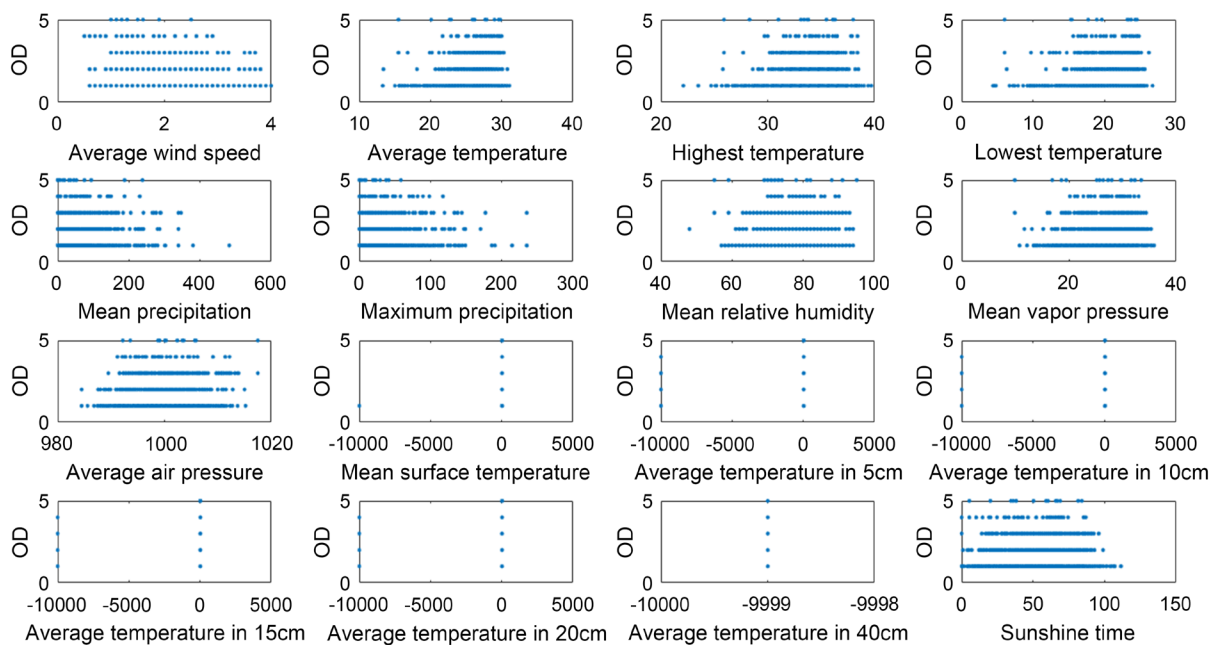 5 5 5 5
OD OD OD OD
0 0 0 0
0 2 4 10 20 30 40 20 30 40 0 10 20 30
Average wind speed Average temperature Highest temperature Lowest temperature
5 5 5 5
OD OD OD OD
0 0 0 0
0 200 400 600 0 100 200 300 40 60 80 100 0 20 40
Mean precipitation Maximum precipitation Mean relative humidity Mean vapor pressure
5 5 5 5
OD OD OD OD
0 0 0 0
980 1000 1020 -10000 -5000 0 5000 -10000 -5000 0 5000 -10000 -5000 0 5000
Average air pressure Mean surface temperature Average temperature in 5cm Average temperature in 10cm
5 5 5 5
OD OD OD OD
0 0 0 0
-10000 -5000 0 5000 -10000 -5000 0 5000 -10000 -9999 -9998 0 50 100 150
Average temperature in 15cm Average temperature in 20cm Average temperature in 40cm Sunshine time